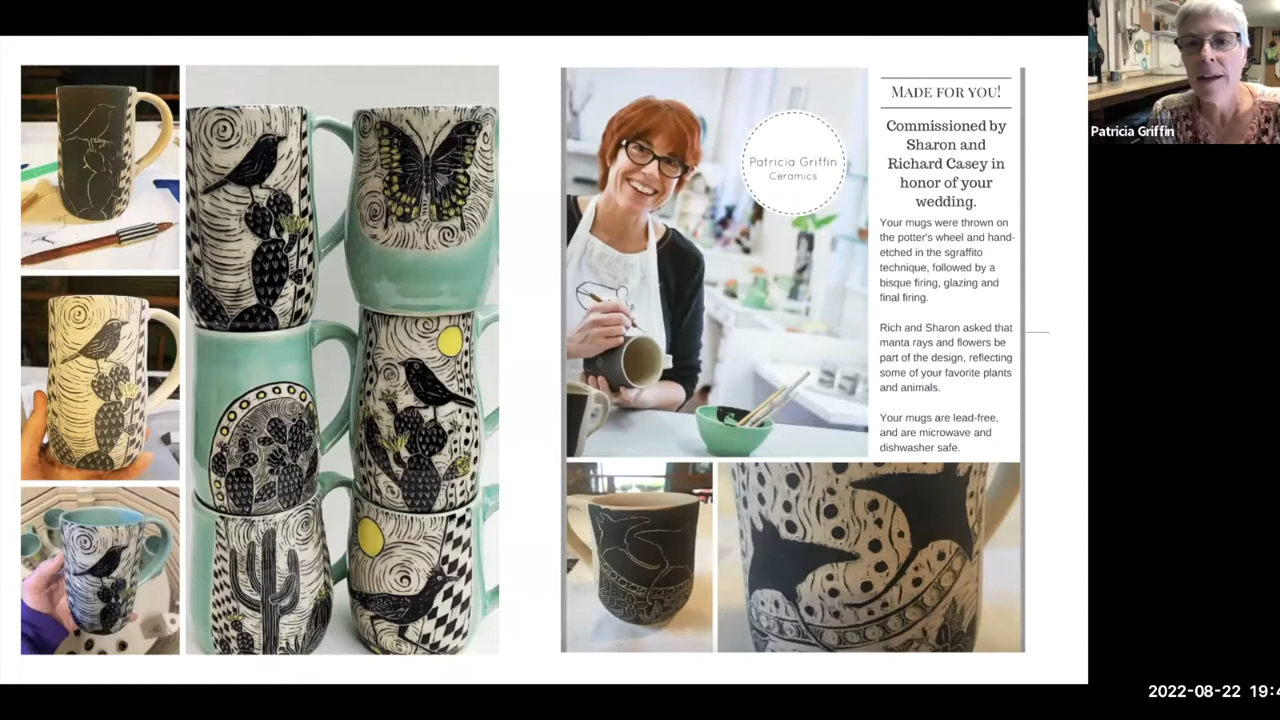 Patricia Griffin
Ceramics
MADE FOR YOU!
Commissioned by
Sharon and
Richard Casey in
honor of your
wedding.
Your mugs were thrown on
the potter's wheel and hand-
etched in the sgraffito
technique, followed by a
bisque firing, glazing and
final firing.
Rich and Sharon asked that
manta rays and flowers be
part of the design, reflecting
some of your favorite plants
and animals.
Your mugs are lead-free,
and are microwave and
dishwasher safe.
Patricia Griffin
2022-08-22 19:4